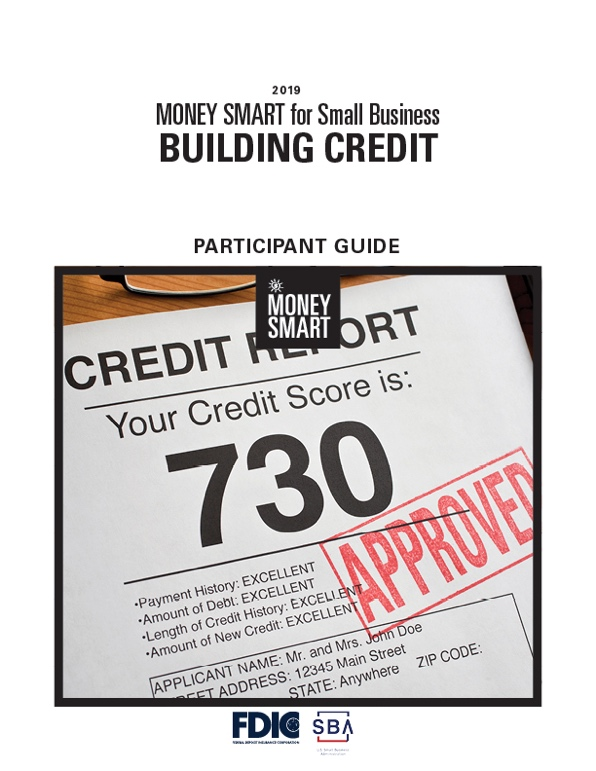 2019
MONEY SMART for Small Business
BUILDING CREDIT
PARTICIPANT GUIDE
MONEY
SMART
CREDIT REPORT
Your Credit Score is:
730
APPROVED
•Payment History: EXCELLENT
•Amount of Debt: EXCELLENT
•Length of Credit History: EXCELLENT
•Amount of New Credit: EXCELLENT
APPLICANT NAME: Mr. and Mrs. John Doe
STREET ADDRESS: 12345 Main Street
STATE: Anywhere ZIP CODE:
FDIC
FEDERAL DEPOSIT INSURANCE CORPORATION
SBA
U.S. Small Business
Administration